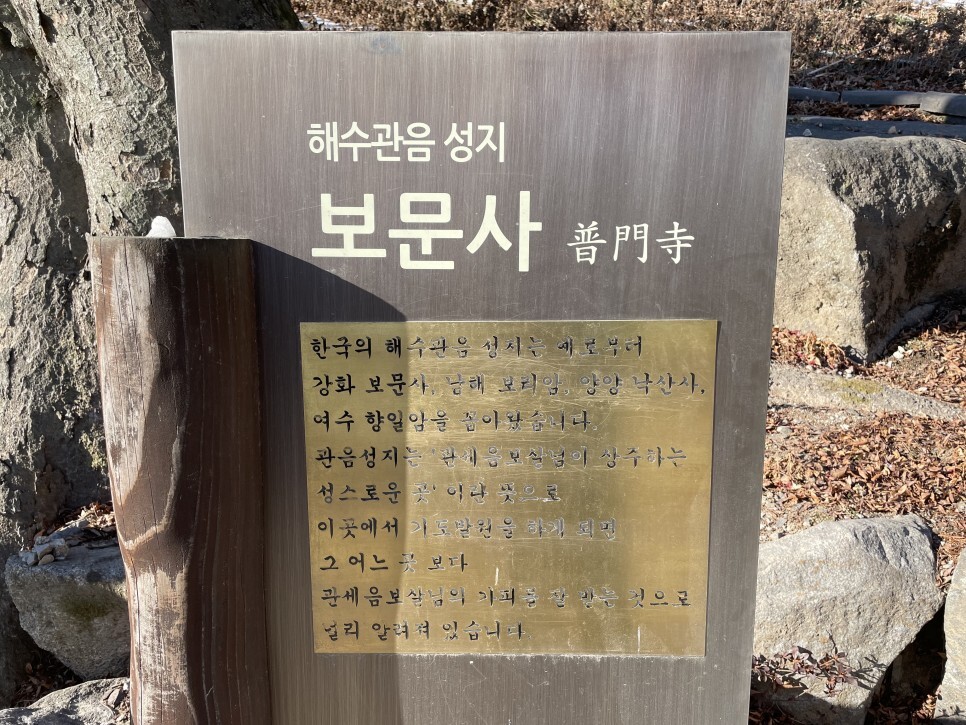 해수관음 성지
보문사 普門寺
한국의 해수관음 성지는 예로부터
강화 보문사, 남해 보리암, 양양 낙산사,
여수 향일암을 꼽아왔습니다.
관음성지는 '관세음보살님이 상주하는
성스로운 곳' 이란 뜻으로
이곳에서 기도발원을 하게 되면
그 어느 곳 보다
관세음보살님의 가피를 잘 받는 것으로
널리 알려져 있습니다